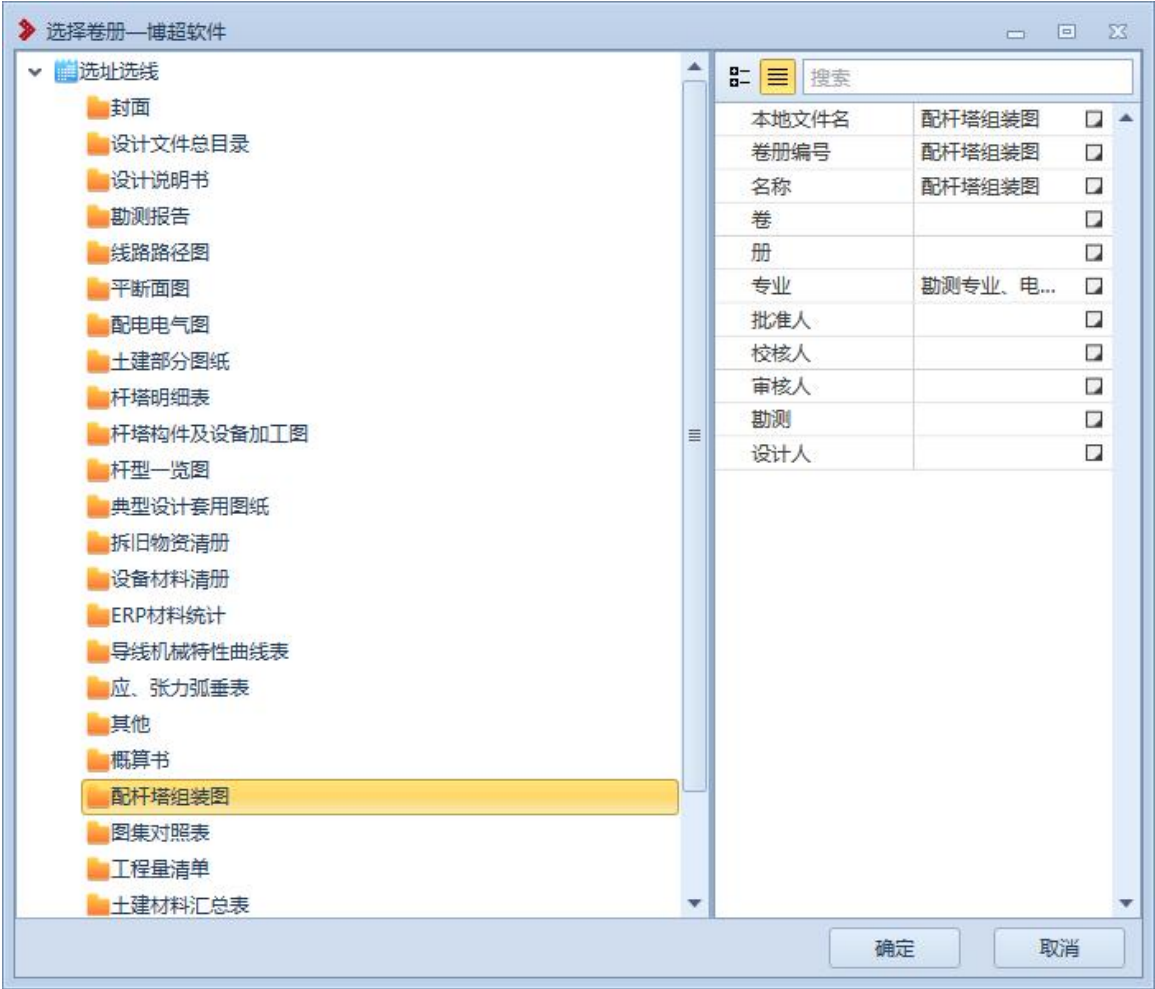 选择卷册—博超软件
选址选线
封面
设计文件总目录
设计说明书
勘测报告
线路路径图
平断面图
配电电气图
土建部分图纸
杆塔明细表
杆塔构件及设备加工图
杆型一览图
典型设计套用图纸
拆旧物资清册
设备材料清册
ERP材料统计
导线机械特性曲线表
应、张力弧垂表
其他
概算书
配杆塔组装图
图集对照表
工程量清单
土建材料汇总表
搜索
本地文件名 配杆塔组装图
卷册编号 配杆塔组装图
名称 配杆塔组装图
卷
册
专业 勘测专业、电...
批准人
校核人
审核人
勘测
设计人
确定 取消